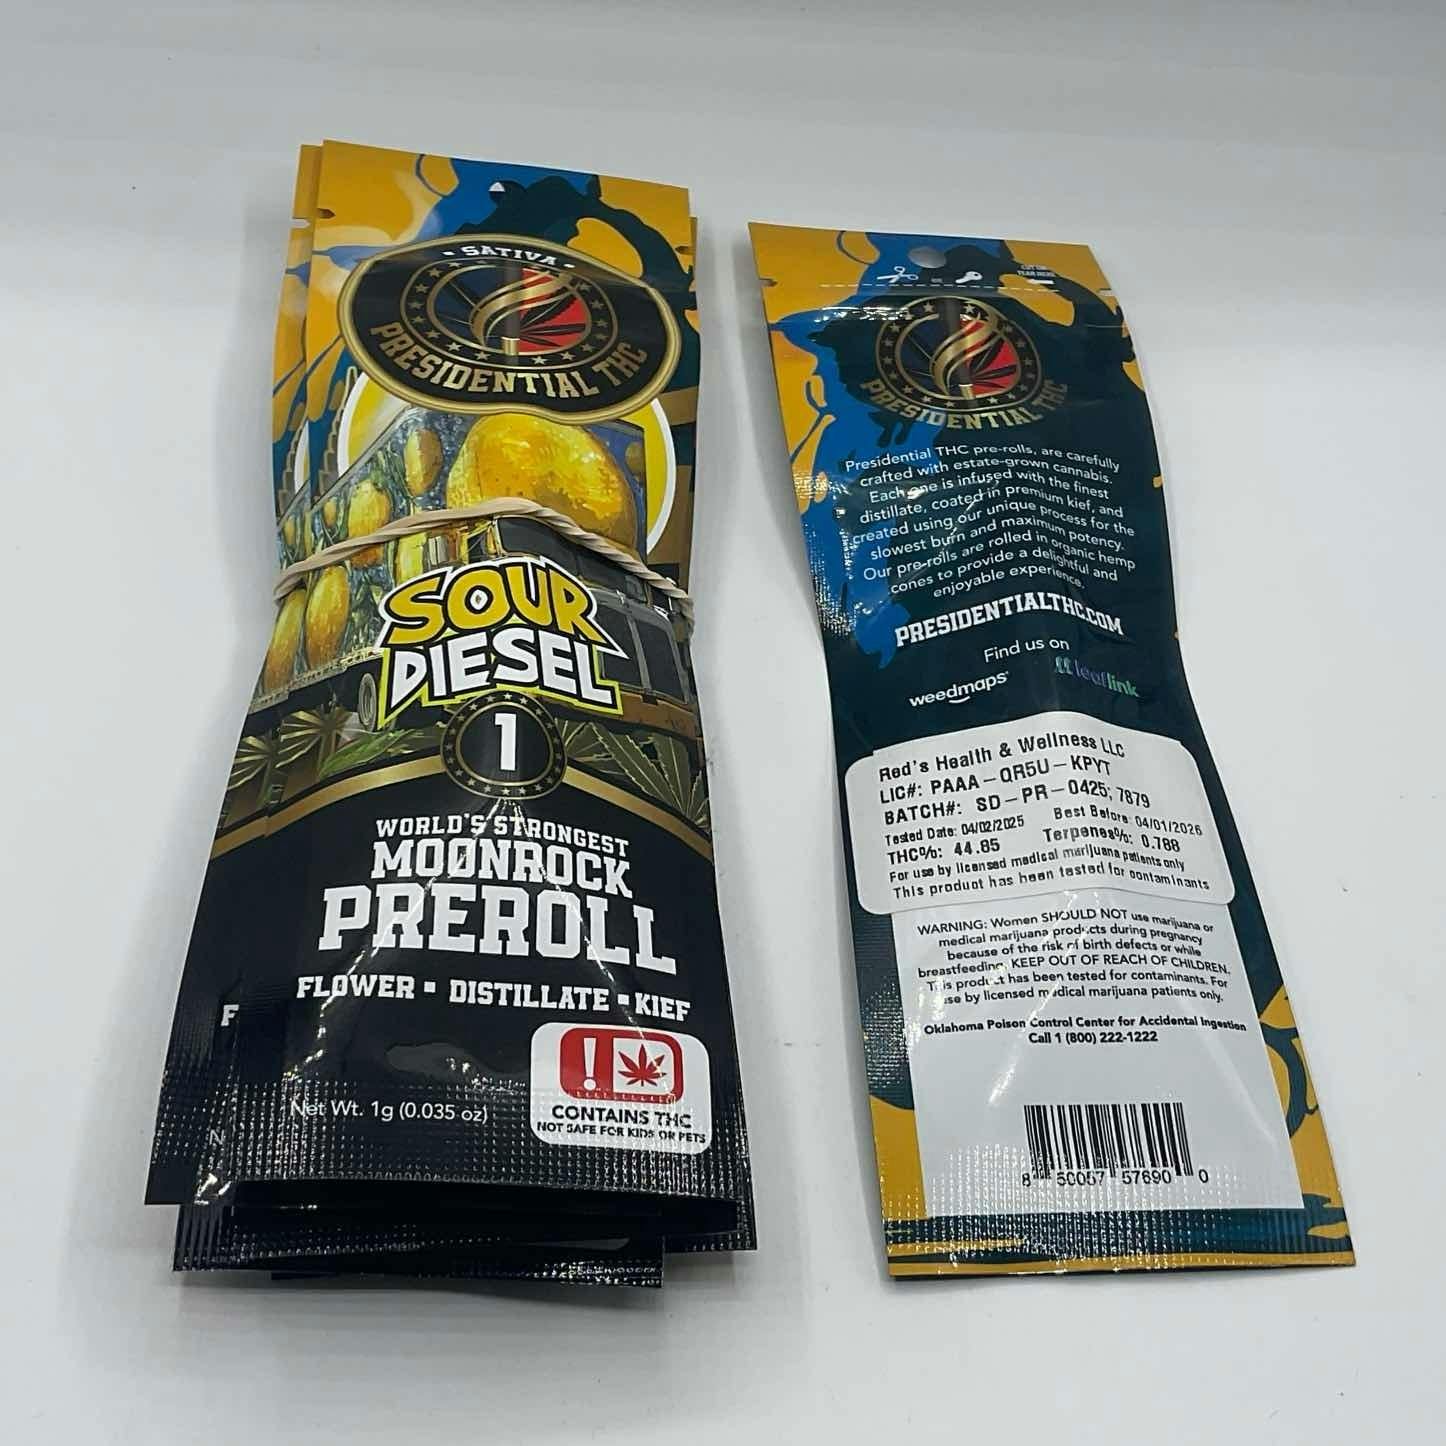 SATIVA
PRESIDENTIAL THC
SOUR
DIESEL
1
WORLD'S STRONGEST
MOONROCK
PREROLL
FLOWER ▪ DISTILLATE ▪ KIEF
F
Net Wt. 1g (0.035 oz)
N
CONTAINS THC
NOT SAFE FOR KIDS OR PETS
TEAR HERE
PRESIDENTIAL THC
Presidential THC pre-rolls, are carefully
crafted with estate-grown cannabis.
Each one is infused with the finest
distillate, coated in premium kief, and
created using our unique process for the
slowest burn and maximum potency.
Our pre-rolls are rolled in organic hemp
cones to provide a delightful and
enjoyable experience.
PRESIDENTIALTHC.COM
Find us on
weedmaps leaflink
Red's Health & Wellness LLC
LIC#: PAAA-QR5U-KPYT
BATCH#: SD-PR-0425; 7879
Tested Date: 04/02/2025 Best Before: 04/01/2026
THC%: 44.85 Terpenes%: 0.788
For use by licensed medical marijuana patients only
This product has been tested for contaminants
WARNING: Women SHOULD NOT use marijuana or
medical marijuana products during pregnancy
because of the risk of birth defects or while
breastfeeding. KEEP OUT OF REACH OF CHILDREN.
This product has been tested for contaminants. For
use by licensed medical marijuana patients only.
Oklahoma Poison Control Center for Accidental Ingestion
Call 1 (800) 222-1222
8 50057 57690 0